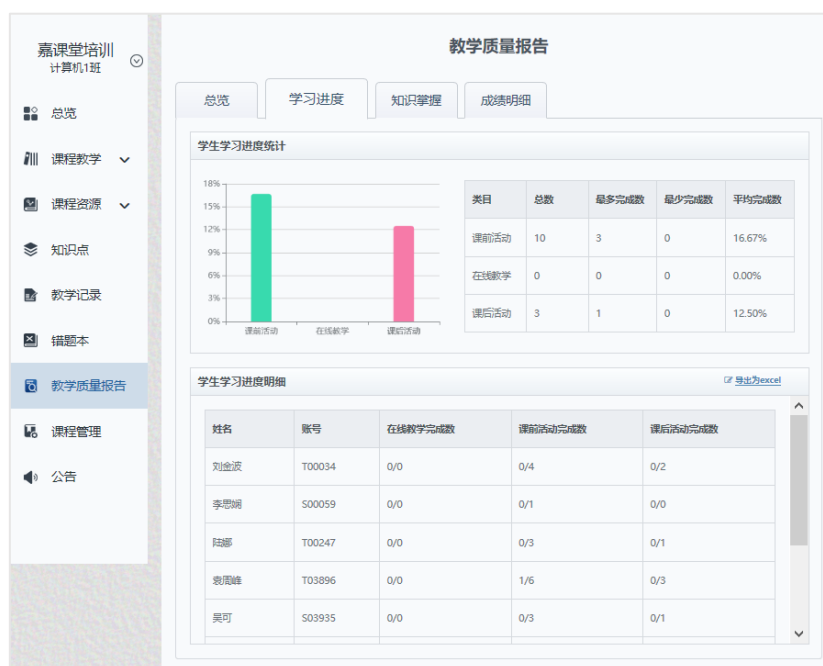 嘉课堂培训
计算机1班
总览
课程教学
课程资源
知识点
教学记录
错题本
教学质量报告
课程管理
公告
教学质量报告
总览 学习进度 知识掌握 成绩明细
学生学习进度统计
18%
15%
12%
9%
6%
3%
0%
课前活动 在线教学 课后活动
类目 总数 最多完成数 最少完成数 平均完成数
课前活动 10 3 0 16.67%
在线教学 0 0 0 0.00%
课后活动 3 1 0 12.50%
学生学习进度明细 导出为excel
姓名 账号 在线教学完成数 课前活动完成数 课后活动完成数
刘金波 T00034 0/0 0/4 0/2
李思娴 S00059 0/0 0/1 0/0
陆娜 T00247 0/0 0/3 0/1
袁周峰 T03896 0/0 1/6 0/3
吴可 S03935 0/0 0/3 0/1